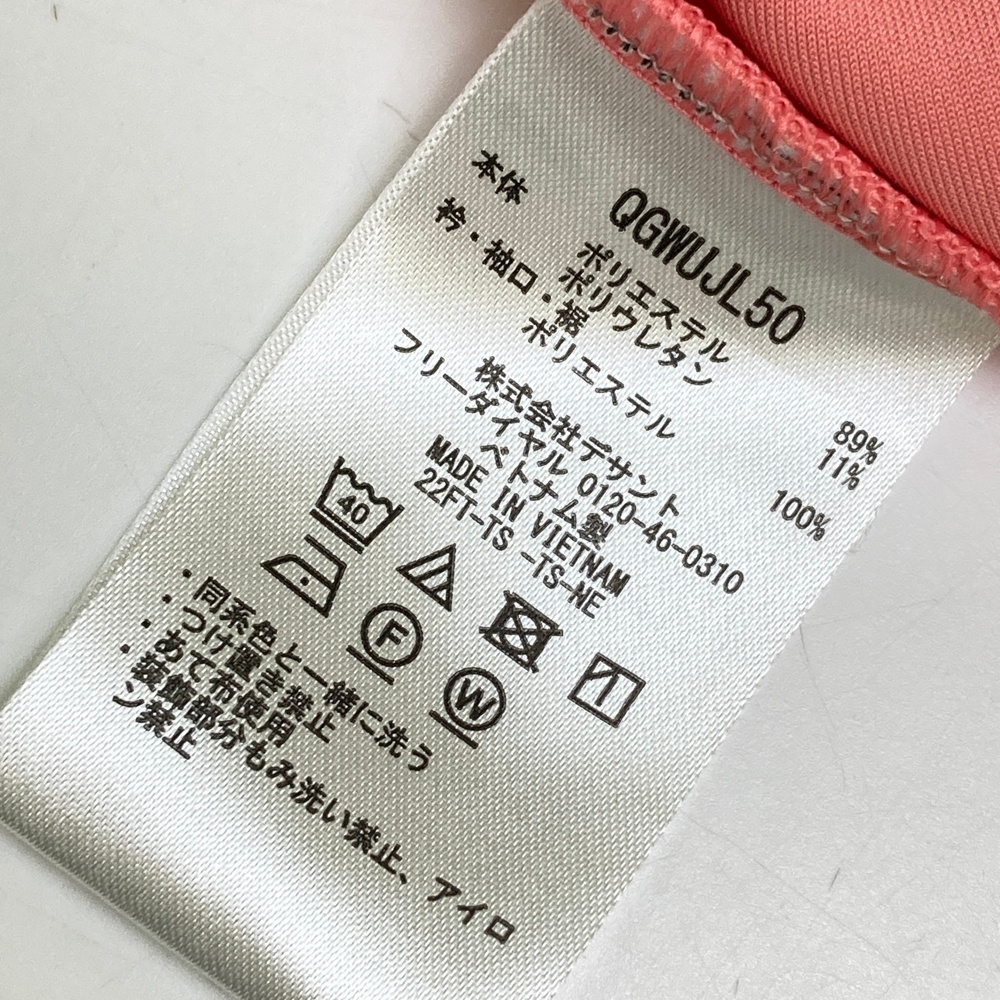 QGWUJL50
本体
ポリエステル 89%
ポリウレタン 11%
衿・袖口・裾
ポリエステル 100%
株式会社デサント
フリーダイヤル 0120-46-0310
ベトナム製
MADE IN VIETNAM
22FT-TS -TS-NE
40
F
W
・同系色と一緒に洗う
・つけ置き禁止
・あて布使用
・装飾部分もみ洗い禁止、アイロ
ン禁止